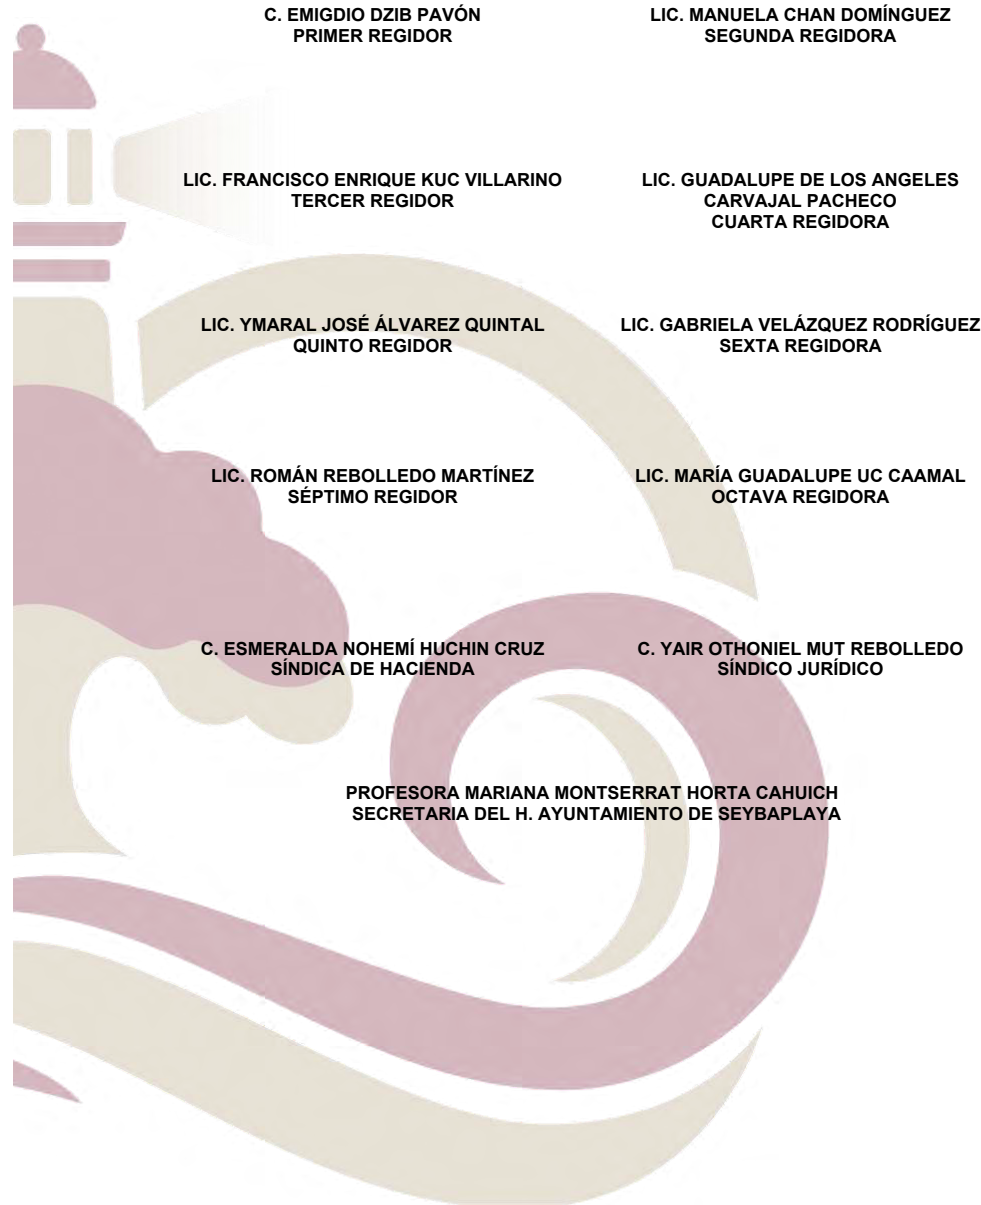 C. EMIGDIO DZIB PAVÓN
PRIMER REGIDOR
LIC. MANUELA CHAN DOMÍNGUEZ
SEGUNDA REGIDORA
LIC. FRANCISCO ENRIQUE KUC VILLARINO
TERCER REGIDOR
LIC. GUADALUPE DE LOS ANGELES
CARVAJAL PACHECO
CUARTA REGIDORA
LIC. YMARAL JOSÉ ÁLVAREZ QUINTAL
QUINTO REGIDOR
LIC. GABRIELA VELÁZQUEZ RODRÍGUEZ
SEXTA REGIDORA
LIC. ROMÁN REBOLLEDO MARTÍNEZ
SÉPTIMO REGIDOR
LIC. MARÍA GUADALUPE UC CAAMAL
OCTAVA REGIDORA
C. ESMERALDA NOHEMÍ HUCHIN CRUZ
SÍNDICA DE HACIENDA
C. YAIR OTHONIEL MUT REBOLLEDO
SÍNDICO JURÍDICO
PROFESORA MARIANA MONTSERRAT HORTA CAHUICH
SECRETARIA DEL H. AYUNTAMIENTO DE SEYBAPLAYA